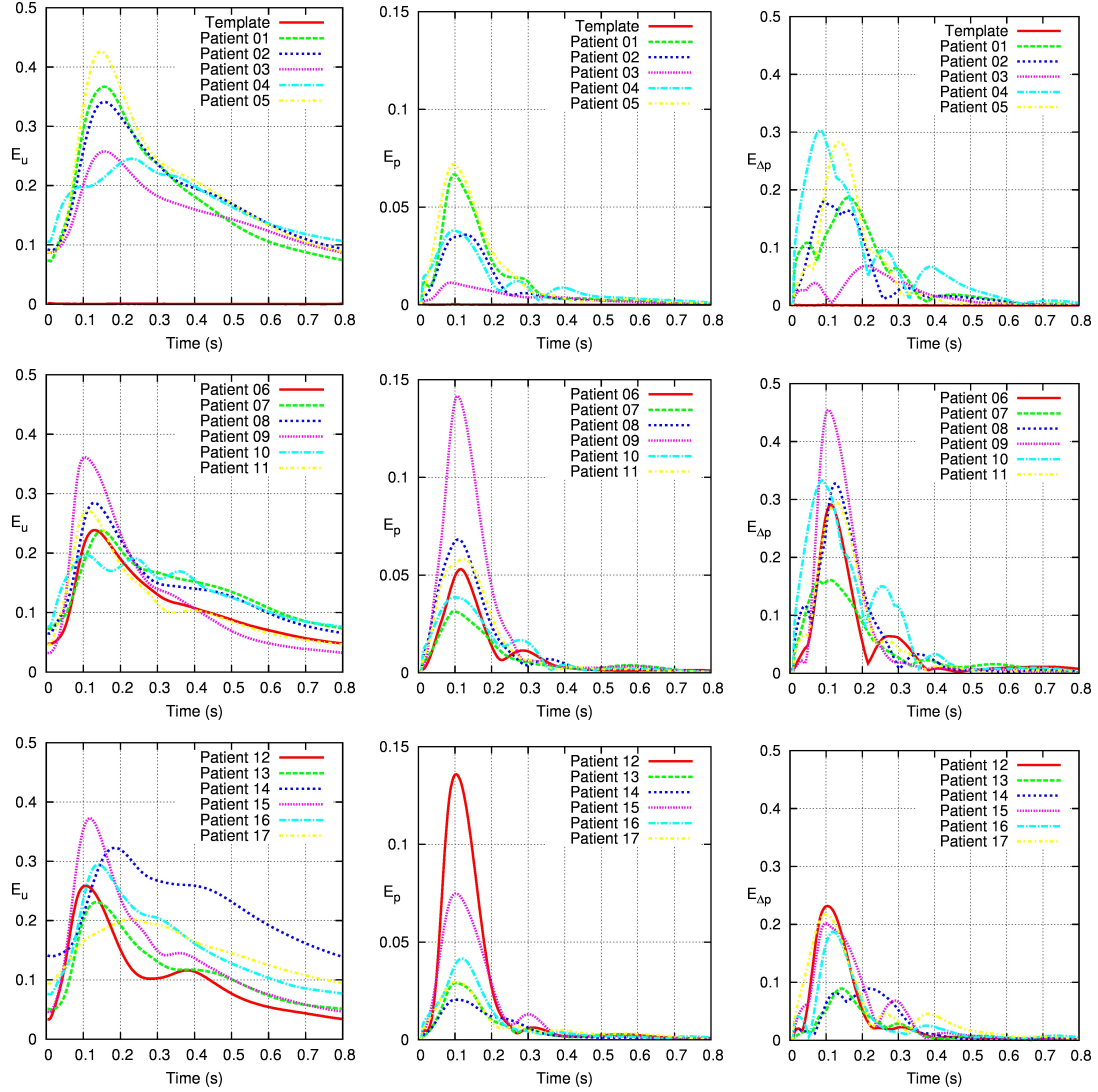 0.5
0.4
0.3
0.2
0.1
0
E_u
Template
Patient 01
Patient 02
Patient 03
Patient 04
Patient 05
0 0.1 0.2 0.3 0.4 0.5 0.6 0.7 0.8
Time (s)
0.15
0.1
0.05
0
E_p
Template
Patient 01
Patient 02
Patient 03
Patient 04
Patient 05
0 0.1 0.2 0.3 0.4 0.5 0.6 0.7 0.8
Time (s)
0.5
0.4
0.3
0.2
0.1
0
E_Δp
Template
Patient 01
Patient 02
Patient 03
Patient 04
Patient 05
0 0.1 0.2 0.3 0.4 0.5 0.6 0.7 0.8
Time (s)
0.5
0.4
0.3
0.2
0.1
0
E_u
Patient 06
Patient 07
Patient 08
Patient 09
Patient 10
Patient 11
0 0.1 0.2 0.3 0.4 0.5 0.6 0.7 0.8
Time (s)
0.15
0.1
0.05
0
E_p
Patient 06
Patient 07
Patient 08
Patient 09
Patient 10
Patient 11
0 0.1 0.2 0.3 0.4 0.5 0.6 0.7 0.8
Time (s)
0.5
0.4
0.3
0.2
0.1
0
E_Δp
Patient 06
Patient 07
Patient 08
Patient 09
Patient 10
Patient 11
0 0.1 0.2 0.3 0.4 0.5 0.6 0.7 0.8
Time (s)
0.5
0.4
0.3
0.2
0.1
0
E_u
Patient 12
Patient 13
Patient 14
Patient 15
Patient 16
Patient 17
0 0.1 0.2 0.3 0.4 0.5 0.6 0.7 0.8
Time (s)
0.15
0.1
0.05
0
E_p
Patient 12
Patient 13
Patient 14
Patient 15
Patient 16
Patient 17
0 0.1 0.2 0.3 0.4 0.5 0.6 0.7 0.8
Time (s)
0.5
0.4
0.3
0.2
0.1
0
E_Δp
Patient 12
Patient 13
Patient 14
Patient 15
Patient 16
Patient 17
0 0.1 0.2 0.3 0.4 0.5 0.6 0.7 0.8
Time (s)